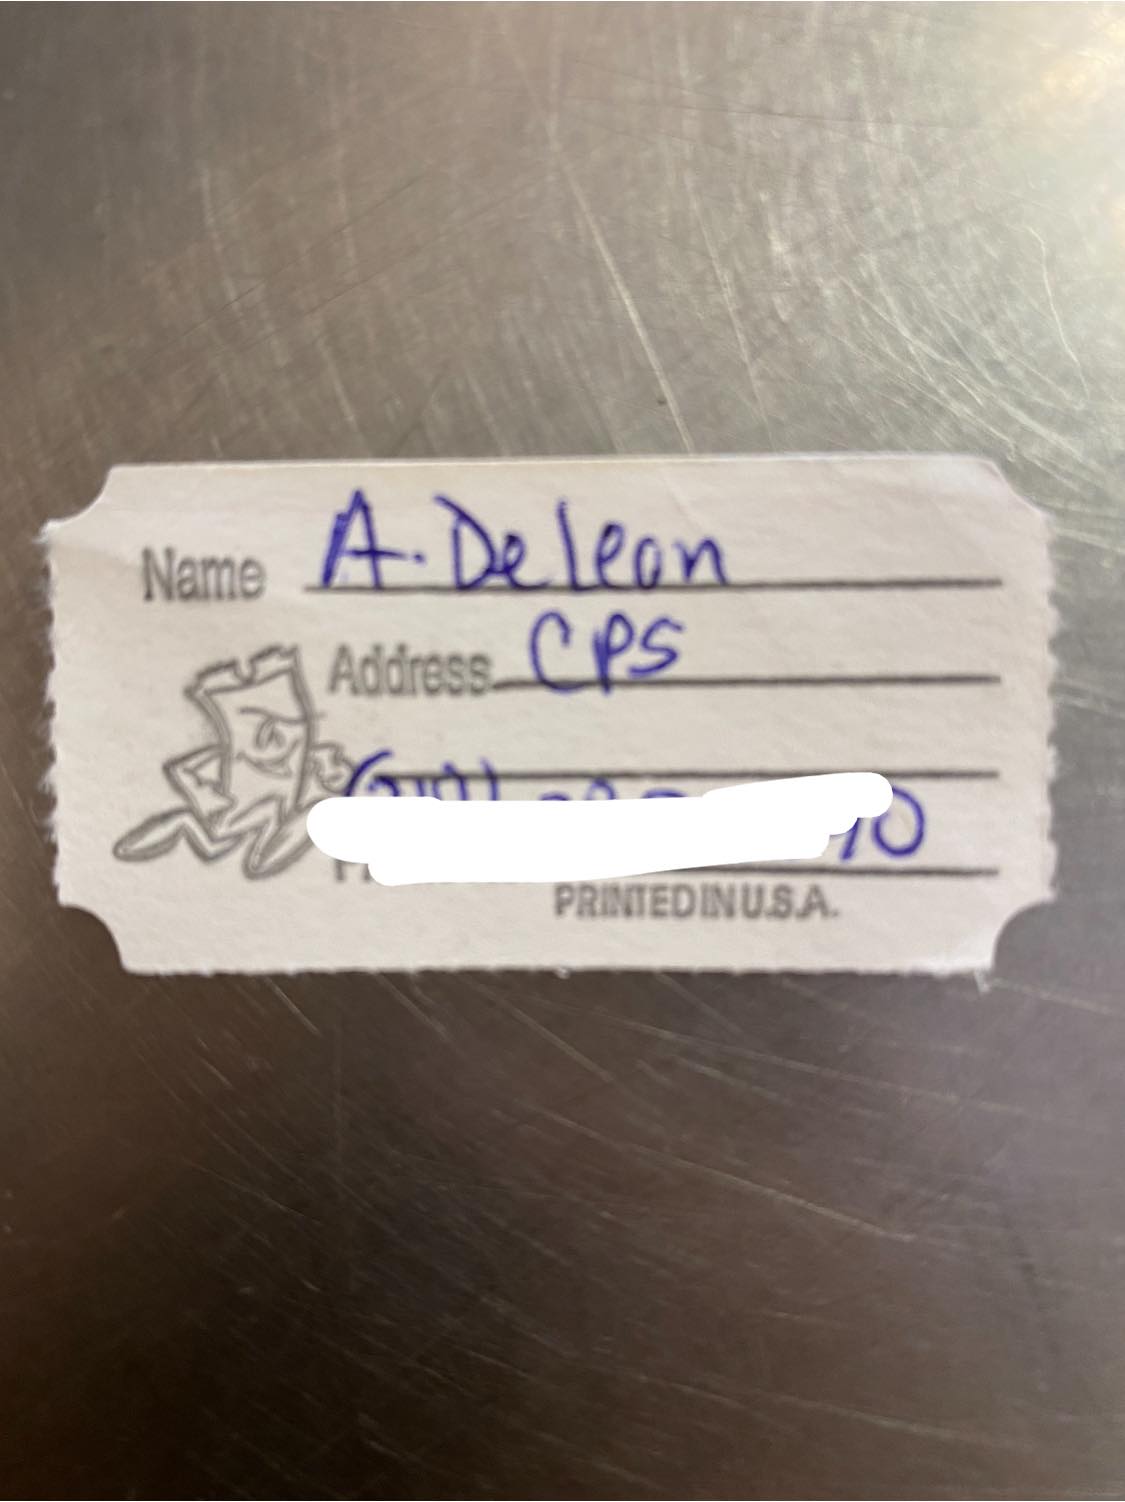 Name A. Deleon
Address CPS
PRINTED IN U.S.A.